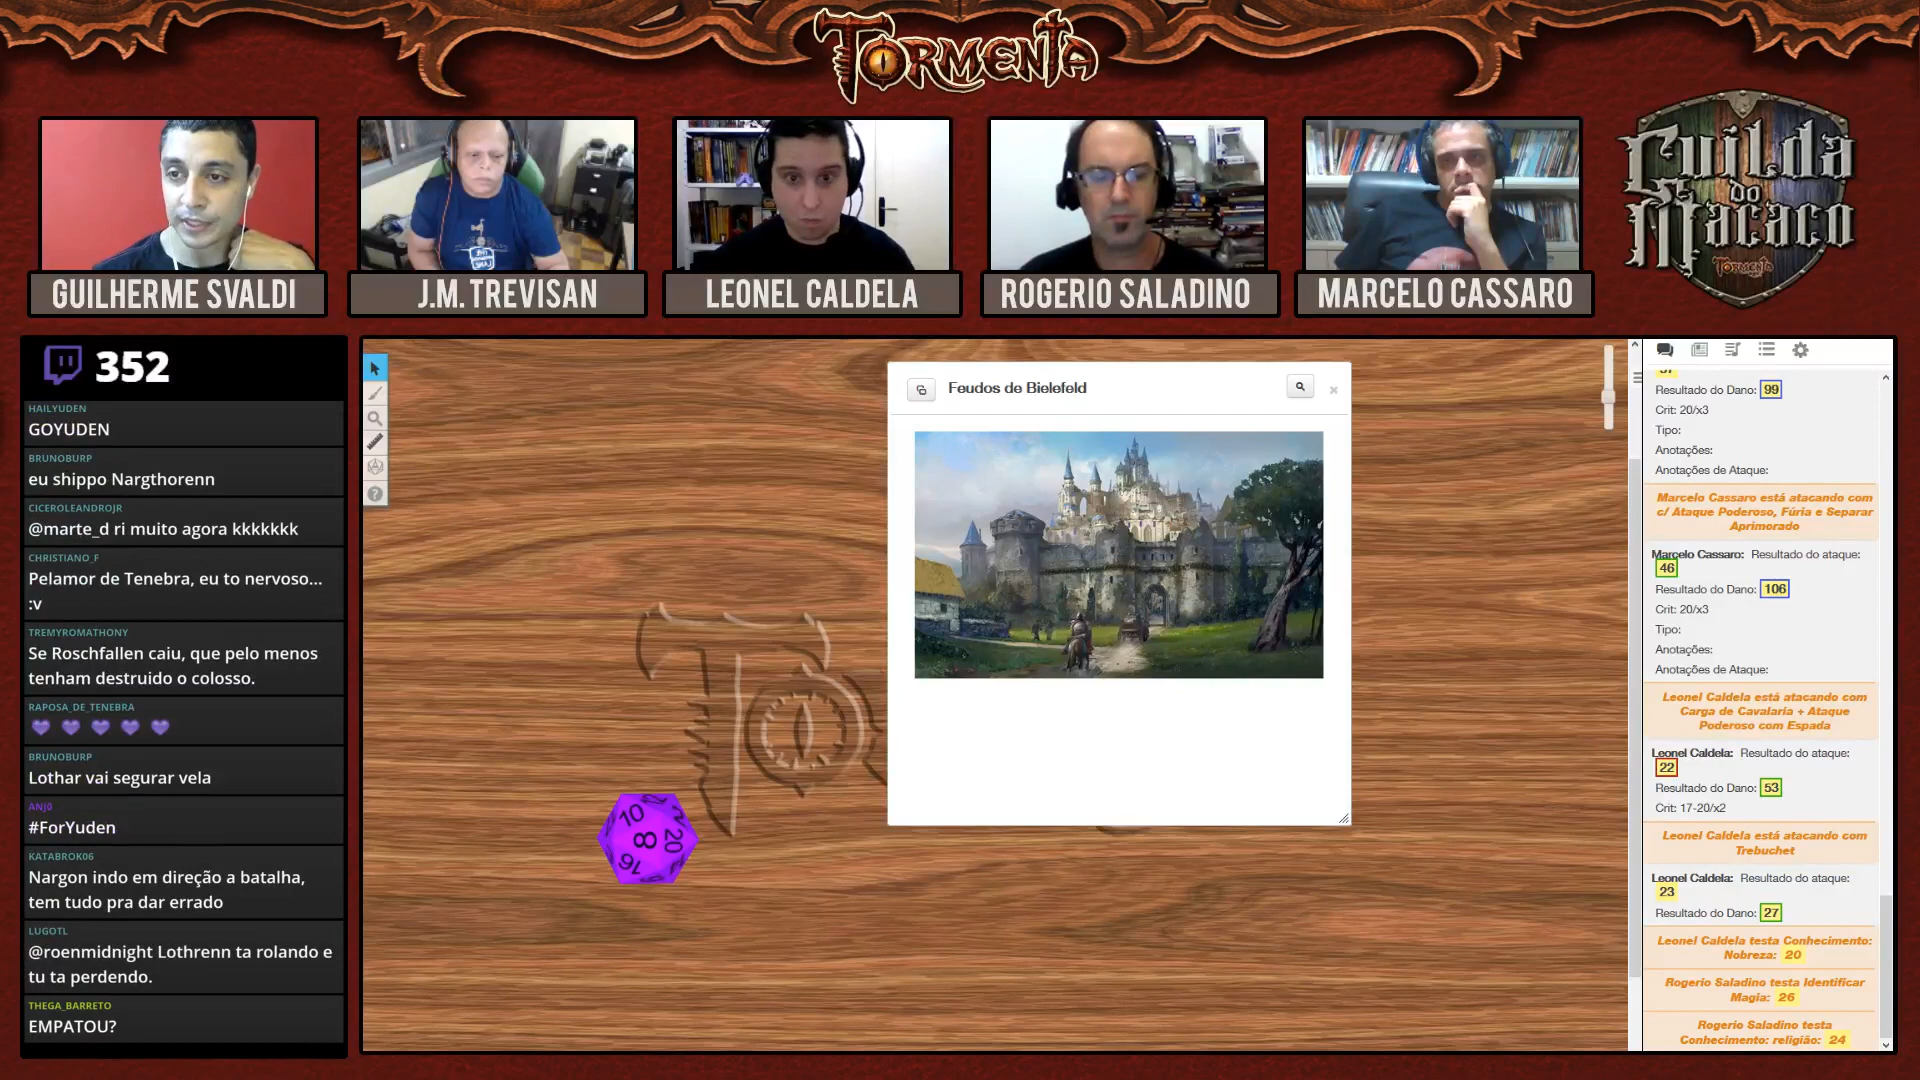 TORMENTA
Guilda
do
Macaco
TORMENTA
GUILHERME SVALDI
J.M. TREVISAN
LEONEL CALDELA
ROGERIO SALADINO
MARCELO CASSARO
352
HAILYUDEN
GOYUDEN
BRUNOBURP
eu shippo Nargthorenn
CICEROLEANDROJR
@marte_d ri muito agora kkkkkkk
CHRISTIANO_F
Pelamor de Tenebra, eu to nervoso...
:v
TREMYROMATHONY
Se Roschfallen caiu, que pelo menos
tenham destruido o colosso.
RAPOSA_DE_TENEBRA
BRUNOBURP
Lothar vai segurar vela
ANJ0
#ForYuden
KATABROK06
Nargon indo em direção a batalha,
tem tudo pra dar errado
LUGOTL
@roenmidnight Lothrenn ta rolando e
tu ta perdendo.
THEGA_BARRETO
EMPATOU?
Feudos de Bielefeld
10
8
20
16
Resultado do Dano: 99
Crit: 20/x3
Tipo:
Anotações:
Anotações de Ataque:
Marcelo Cassaro está atacando com
c/ Ataque Poderoso, Fúria e Separar
Aprimorado
Marcelo Cassaro: Resultado do ataque:
46
Resultado do Dano: 106
Crit: 20/x3
Tipo:
Anotações:
Anotações de Ataque:
Leonel Caldela está atacando com
Carga de Cavalaria + Ataque
Poderoso com Espada
Leonel Caldela: Resultado do ataque:
22
Resultado do Dano: 53
Crit: 17-20/x2
Leonel Caldela está atacando com
Trebuchet
Leonel Caldela: Resultado do ataque:
23
Resultado do Dano: 27
Leonel Caldela testa Conhecimento:
Nobreza: 20
Rogerio Saladino testa Identificar
Magia: 26
Rogerio Saladino testa
Conhecimento: religião: 24